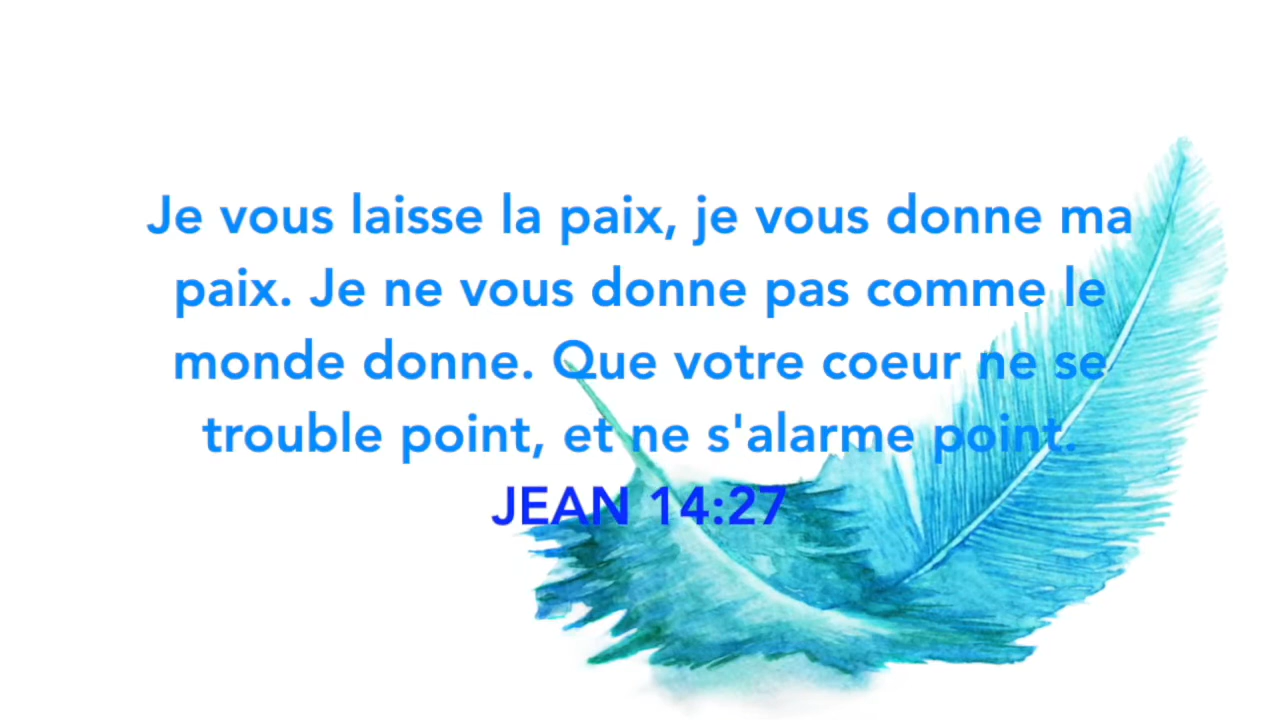 Je vous laisse la paix, je vous donne ma
paix. Je ne vous donne pas comme le
monde donne. Que votre coeur ne se
trouble point, et ne s'alarme point.
JEAN 14:27